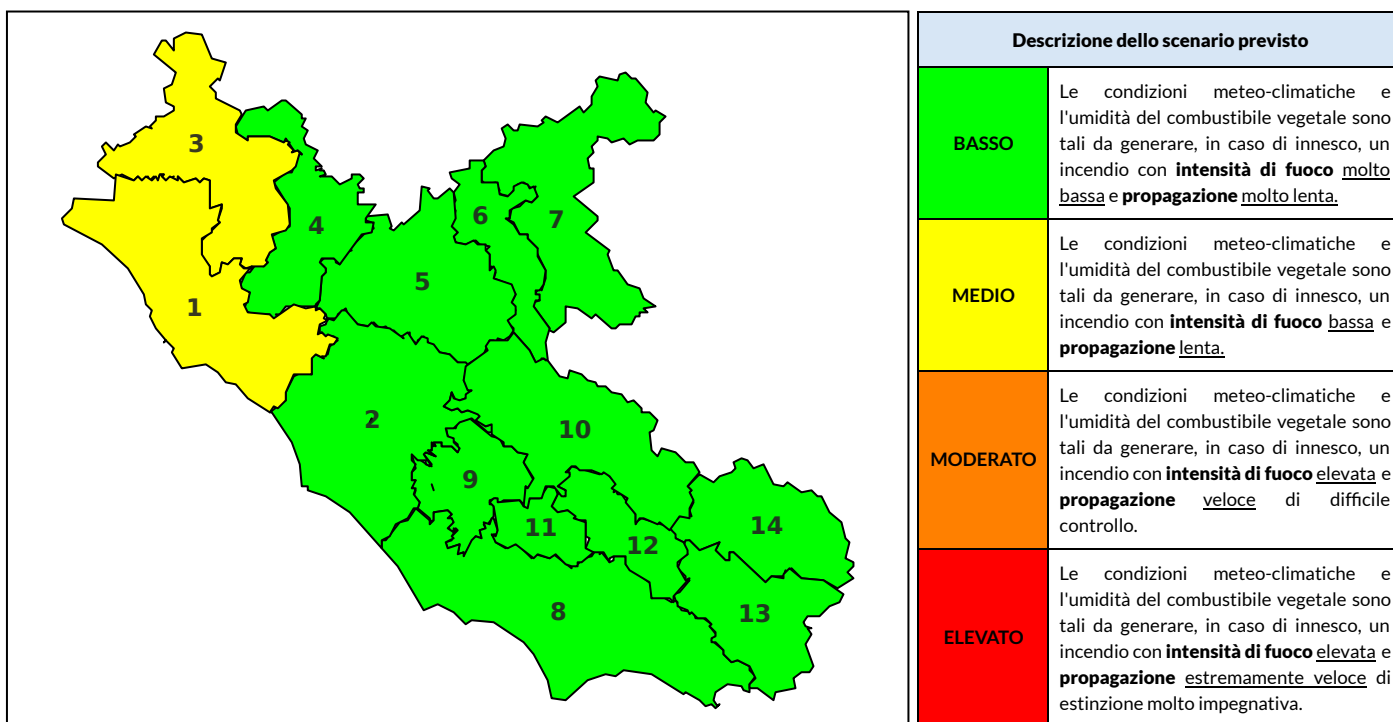 3
4
6
7
5
1
2
10
9
11
12
14
8
13
Descrizione dello scenario previsto
BASSO
Le condizioni meteo-climatiche e
l'umidità del combustibile vegetale sono
tali da generare, in caso di innesco, un
incendio con intensità di fuoco molto
bassa e propagazione molto lenta.
MEDIO
Le condizioni meteo-climatiche e
l'umidità del combustibile vegetale sono
tali da generare, in caso di innesco, un
incendio con intensità di fuoco bassa e
propagazione lenta.
MODERATO
Le condizioni meteo-climatiche e
l'umidità del combustibile vegetale sono
tali da generare, in caso di innesco, un
incendio con intensità di fuoco elevata e
propagazione veloce di difficile
controllo.
ELEVATO
Le condizioni meteo-climatiche e
l'umidità del combustibile vegetale sono
tali da generare, in caso di innesco, un
incendio con intensità di fuoco elevata e
propagazione estremamente veloce di
estinzione molto impegnativa.